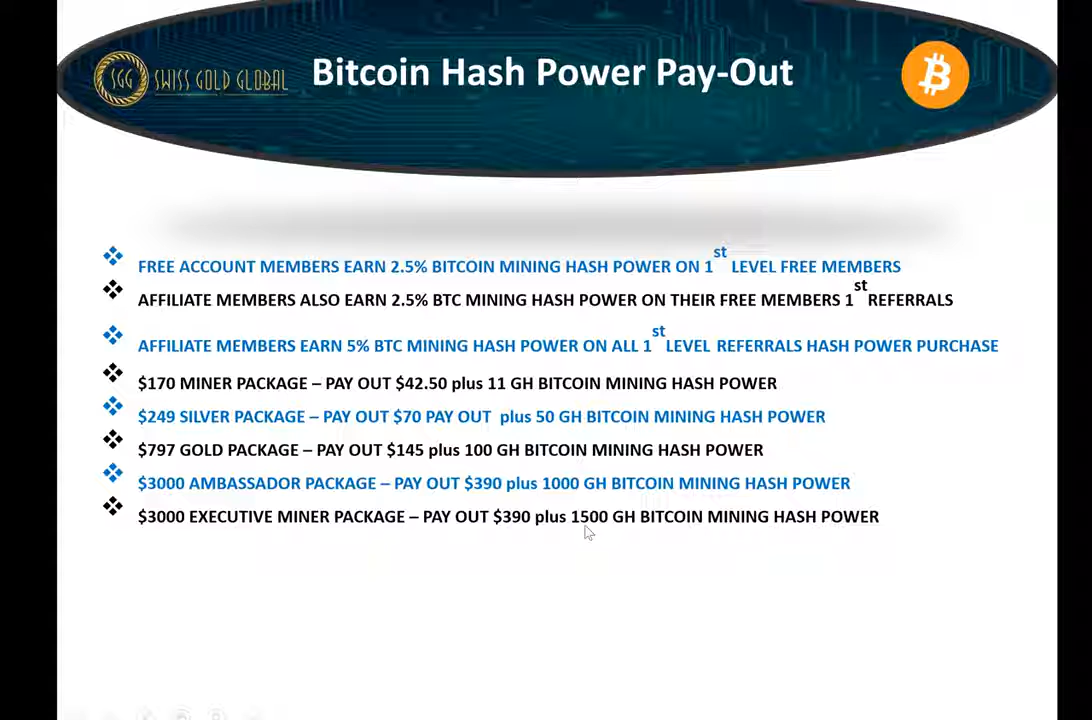 SGG SWISS GOLD GLOBAL Bitcoin Hash Power Pay-Out
FREE ACCOUNT MEMBERS EARN 2.5% BITCOIN MINING HASH POWER ON 1st LEVEL FREE MEMBERS
AFFILIATE MEMBERS ALSO EARN 2.5% BTC MINING HASH POWER ON THEIR FREE MEMBERS 1st REFERRALS
AFFILIATE MEMBERS EARN 5% BTC MINING HASH POWER ON ALL 1st LEVEL REFERRALS HASH POWER PURCHASE
$170 MINER PACKAGE – PAY OUT $42.50 plus 11 GH BITCOIN MINING HASH POWER
$249 SILVER PACKAGE – PAY OUT $70 PAY OUT plus 50 GH BITCOIN MINING HASH POWER
$797 GOLD PACKAGE – PAY OUT $145 plus 100 GH BITCOIN MINING HASH POWER
$3000 AMBASSADOR PACKAGE – PAY OUT $390 plus 1000 GH BITCOIN MINING HASH POWER
$3000 EXECUTIVE MINER PACKAGE – PAY OUT $390 plus 1500 GH BITCOIN MINING HASH POWER